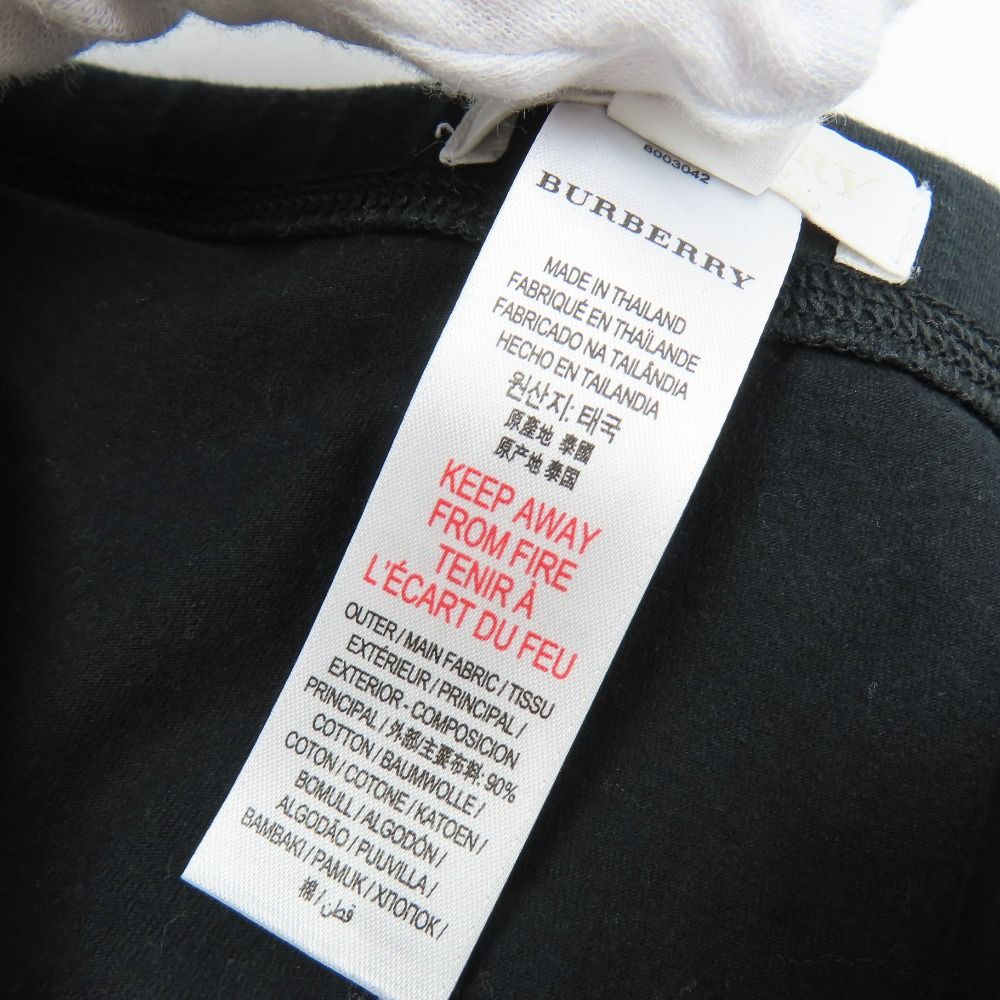 8003042
BURBERRY
MADE IN THAILAND
FABRIQUÉ EN THAÏLANDE
FABRICADO NA TAILÂNDIA
HECHO EN TAILANDIA
원산지: 태국
原產地 泰國
原产地 泰国
KEEP AWAY
FROM FIRE
TENIR À
L'ÉCART DU FEU
OUTER / MAIN FABRIC / TISSU
EXTÉRIEUR / PRINCIPAL /
EXTERIOR - COMPOSICION
PRINCIPAL / 外部/主要布料: 90%
COTTON / BAUMWOLLE /
COTON / COTONE / KATOEN /
BOMULL / ALGODÓN /
ALGODÃO / PUUVILLA /
BAMBAKI / PAMUK / ХЛОПОК /
棉 / قطن /